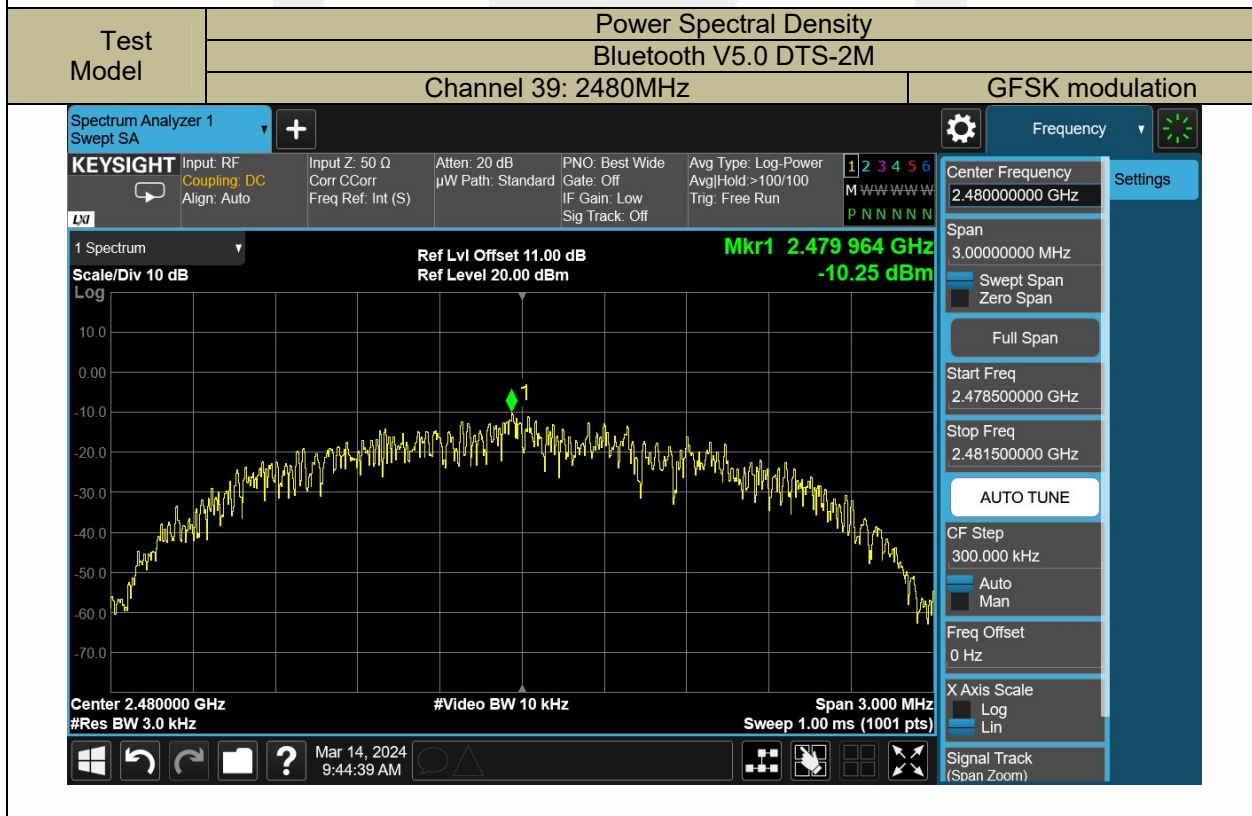 Test Model
Power Spectral Density
Bluetooth V5.0 DTS-2M
Channel 39: 2480MHz
GFSK modulation
Spectrum Analyzer 1
Swept SA
Frequency
KEYSIGHT
LXI
Input: RF
Coupling: DC
Align: Auto
Input Z: 50 Ω
Corr CCorr
Freq Ref: Int (S)
Atten: 20 dB
µW Path: Standard
PNO: Best Wide
Gate: Off
IF Gain: Low
Sig Track: Off
Avg Type: Log-Power
Avg|Hold:>100/100
Trig: Free Run
1 2 3 4 5 6
M W W W W W
P N N N N N
1 Spectrum
Scale/Div 10 dB
Log
Ref Lvl Offset 11.00 dB
Ref Level 20.00 dBm
Mkr1 2.479 964 GHz
-10.25 dBm
10.0
0.00
-10.0
-20.0
-30.0
-40.0
-50.0
-60.0
-70.0
1
Center 2.480000 GHz
#Video BW 10 kHz
Span 3.000 MHz
#Res BW 3.0 kHz
Sweep 1.00 ms (1001 pts)
?
Mar 14, 2024
9:44:39 AM
Center Frequency
2.480000000 GHz
Settings
Span
3.00000000 MHz
Swept Span
Zero Span
Full Span
Start Freq
2.478500000 GHz
Stop Freq
2.481500000 GHz
AUTO TUNE
CF Step
300.000 kHz
Auto
Man
Freq Offset
0 Hz
X Axis Scale
Log
Lin
Signal Track
(Span Zoom)